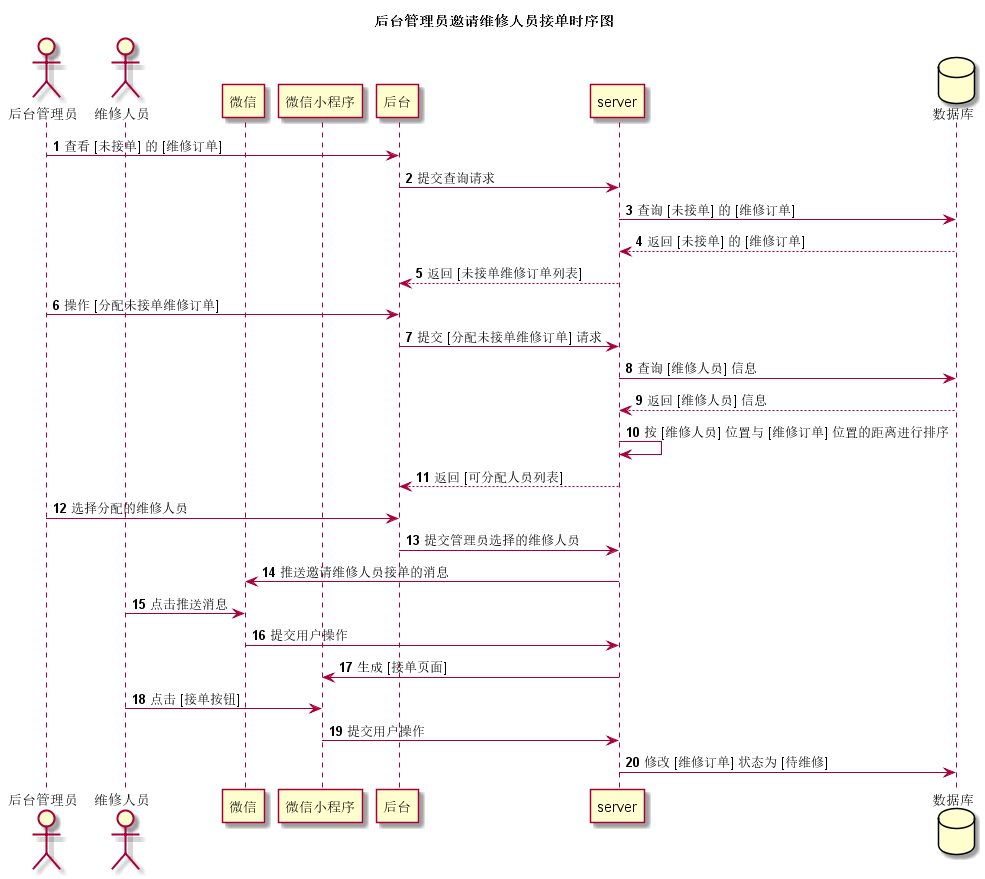 后台管理员邀请维修人员接单时序图
后台管理员
维修人员
微信
微信小程序
后台
server
数据库
1 查看 [未接单] 的 [维修订单]
2 提交查询请求
3 查询 [未接单] 的 [维修订单]
4 返回 [未接单] 的 [维修订单]
5 返回 [未接单维修订单列表]
6 操作 [分配未接单维修订单]
7 提交 [分配未接单维修订单] 请求
8 查询 [维修人员] 信息
9 返回 [维修人员] 信息
10 按 [维修人员] 位置与 [维修订单] 位置的距离进行排序
11 返回 [可分配人员列表]
12 选择分配的维修人员
13 提交管理员选择的维修人员
14 推送邀请维修人员接单的消息
15 点击推送消息
16 提交用户操作
17 生成 [接单页面]
18 点击 [接单按钮]
19 提交用户操作
20 修改 [维修订单] 状态为 [待维修]
后台管理员
维修人员
微信
微信小程序
后台
server
数据库